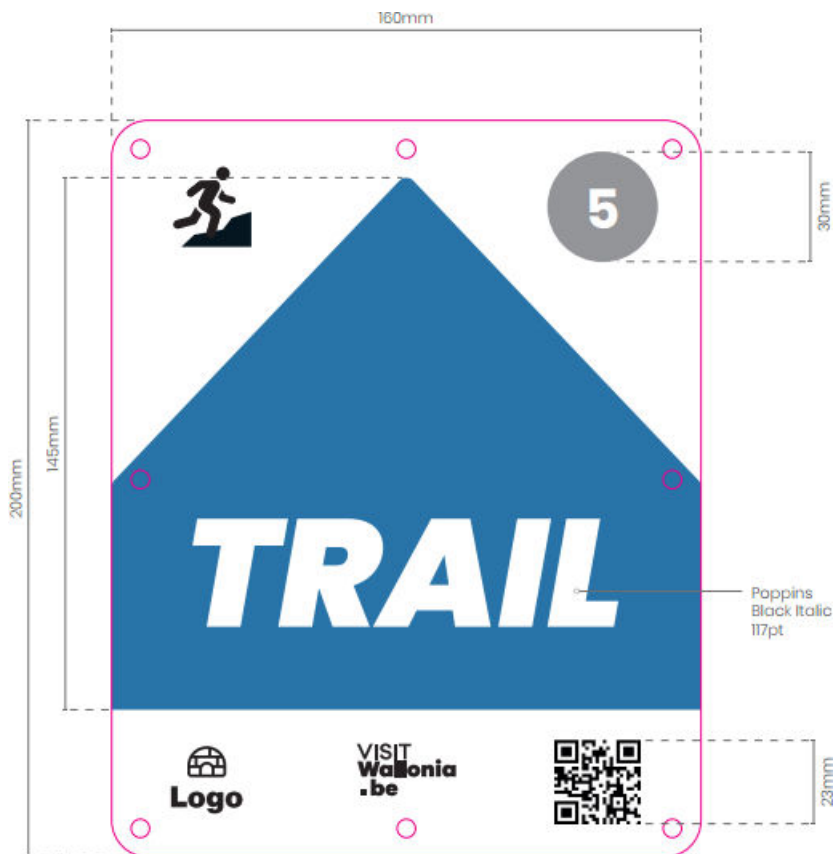 160mm
5
30mm
145mm
200mm
TRAIL
Poppins
Black Italic
117pt
Logo
VISIT
Wallonia
.be
23mm